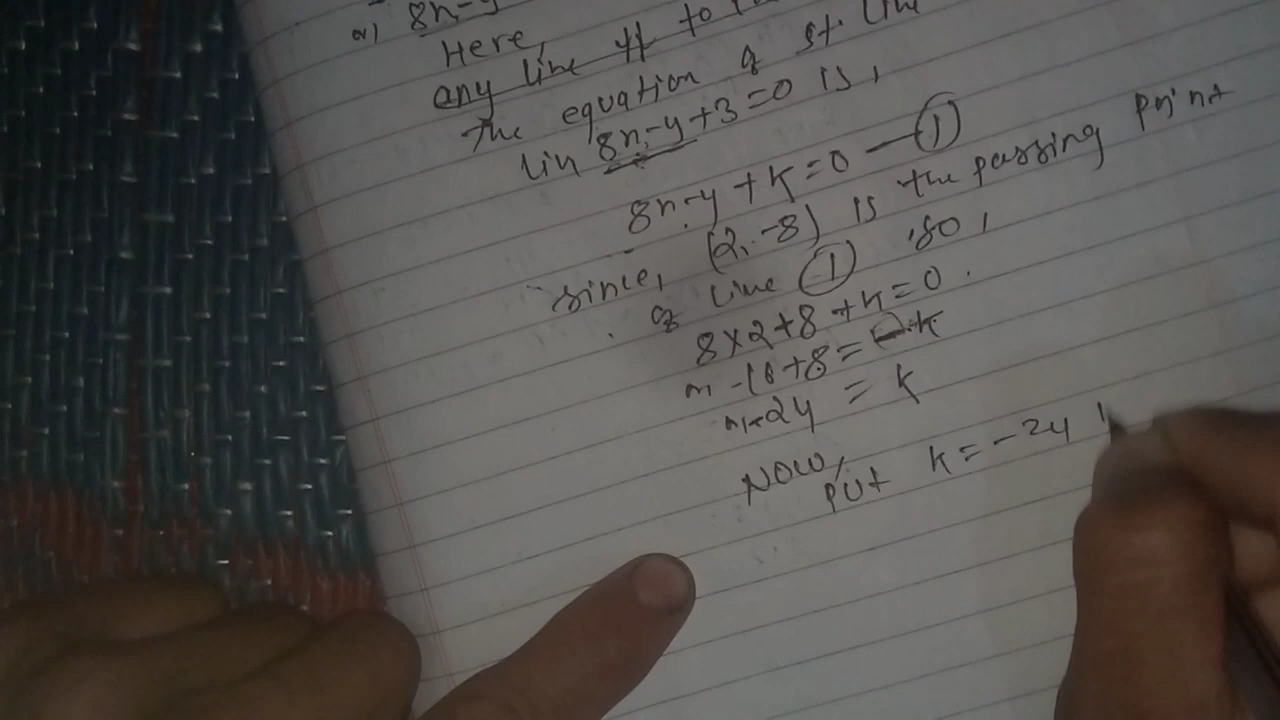 a) 8x-y
Here,
any line // to
the equation of st. line
lin 8x-y+3=0 is,
8x-y+k=0 —①
since, (2,-8) is the passing point
of line ① so,
8×2+8+k=0.
or, -16+8= k
or, -24 = k
Now,
put k=-24